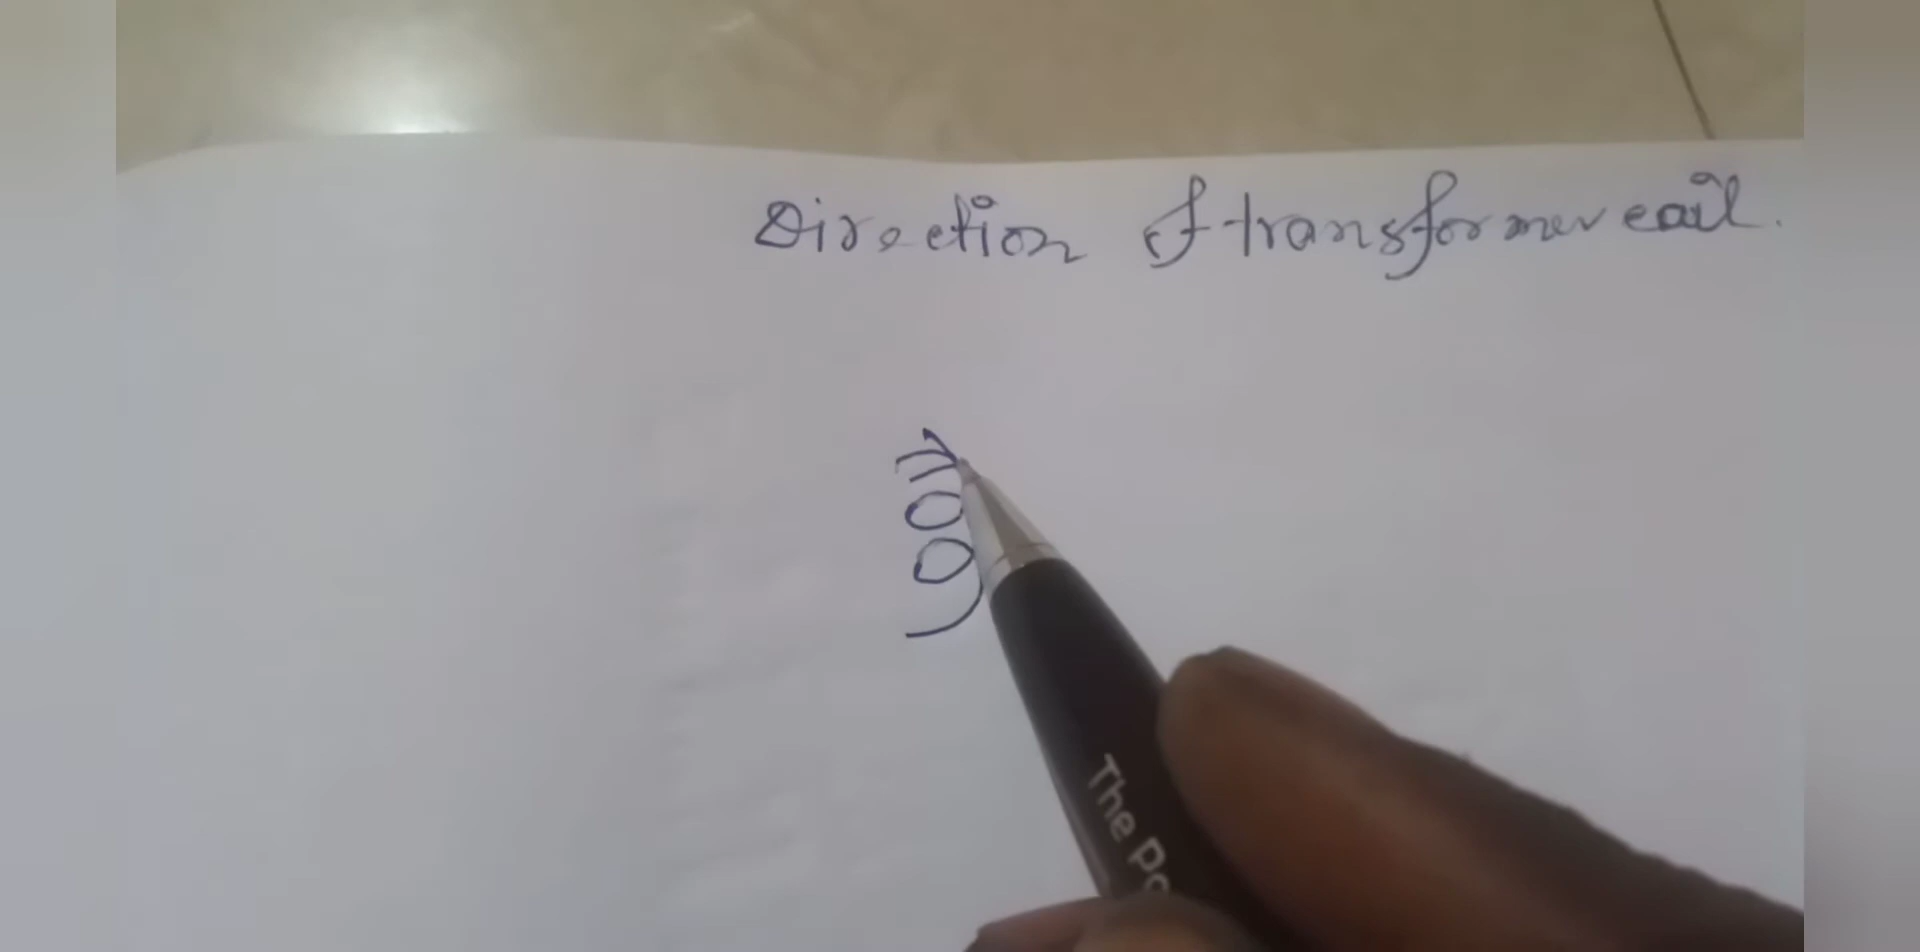 Direction of transformer coil.
The Po